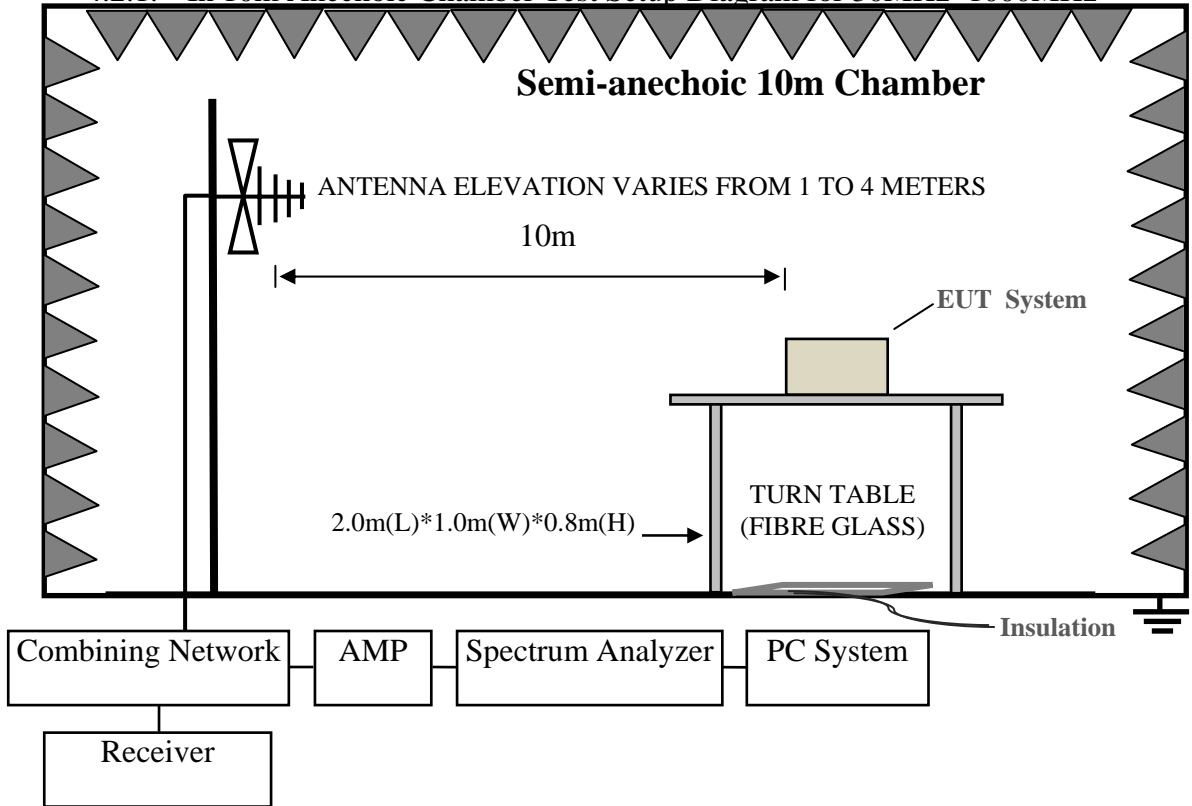 Semi-anechoic 10m Chamber
ANTENNA ELEVATION VARIES FROM 1 TO 4 METERS
10m
EUT System
TURN TABLE
(FIBRE GLASS)
2.0m(L)*1.0m(W)*0.8m(H)
Insulation
Combining Network
AMP
Spectrum Analyzer
PC System
Receiver